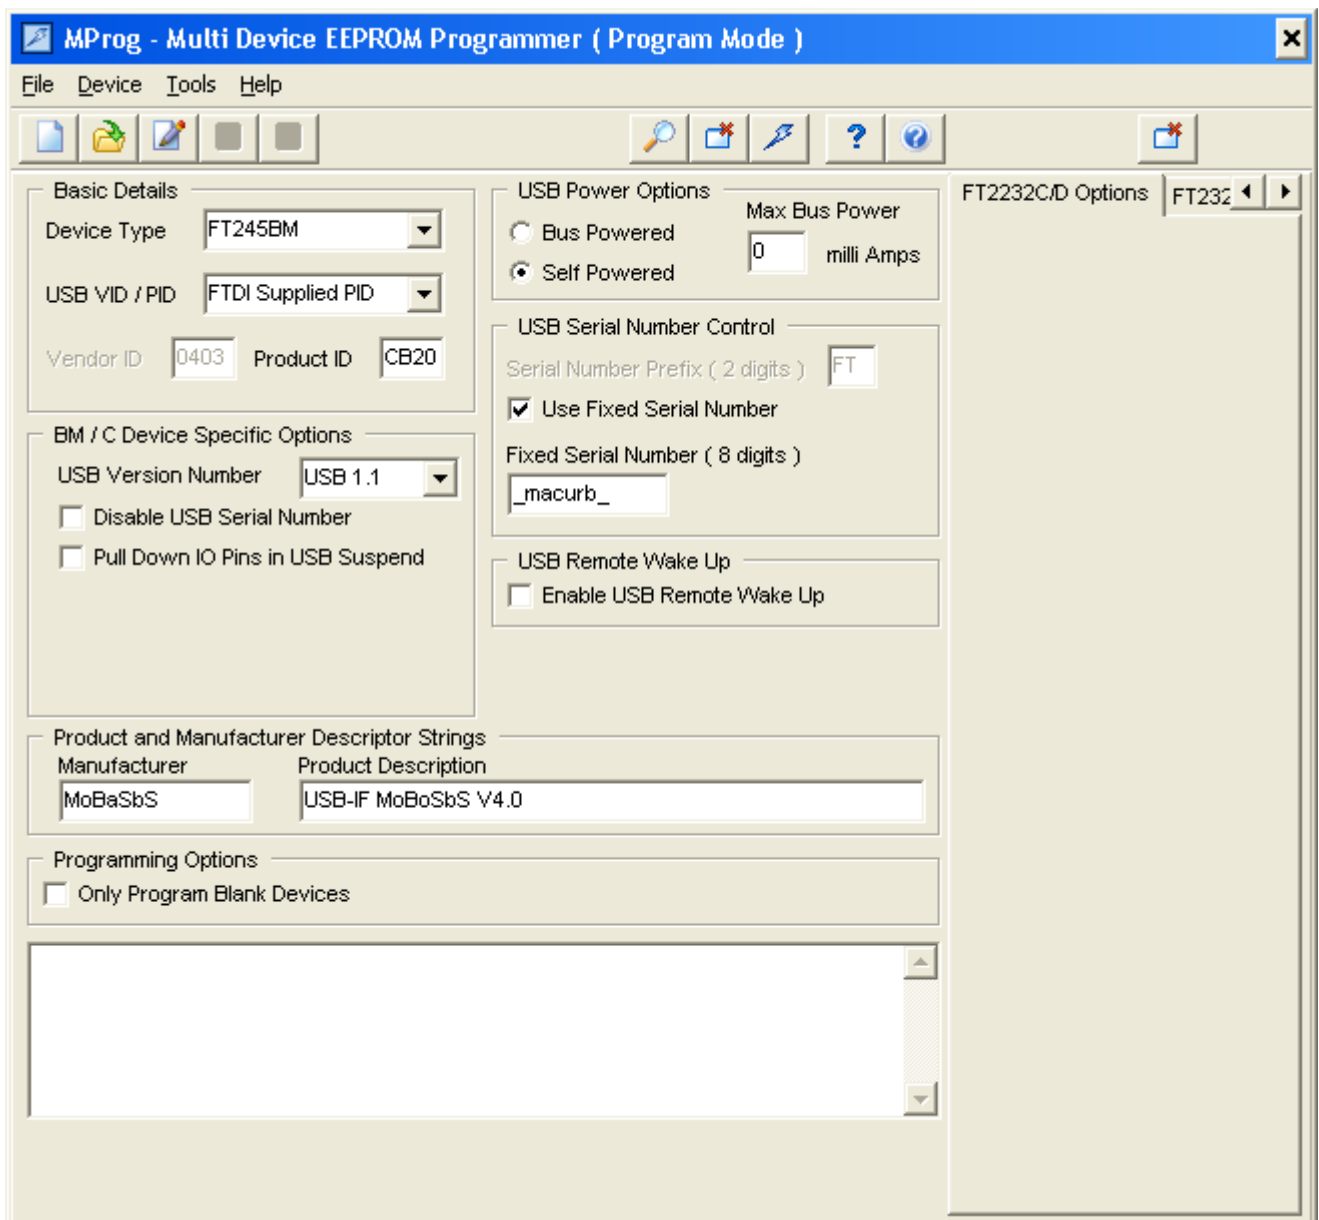 MProg - Multi Device EEPROM Programmer ( Program Mode )
File Device Tools Help
Basic Details
Device Type FT245BM
USB VID / PID FTDI Supplied PID
Vendor ID 0403 Product ID CB20
BM / C Device Specific Options
USB Version Number USB 1.1
Disable USB Serial Number
Pull Down IO Pins in USB Suspend
USB Power Options
Max Bus Power
Bus Powered
0 milli Amps
Self Powered
USB Serial Number Control
Serial Number Prefix ( 2 digits ) FT
Use Fixed Serial Number
Fixed Serial Number ( 8 digits )
_macurb_
USB Remote Wake Up
Enable USB Remote Wake Up
FT2232C/D Options FT232
Product and Manufacturer Descriptor Strings
Manufacturer Product Description
MoBaSbS USB-IF MoBoSbS V4.0
Programming Options
Only Program Blank Devices